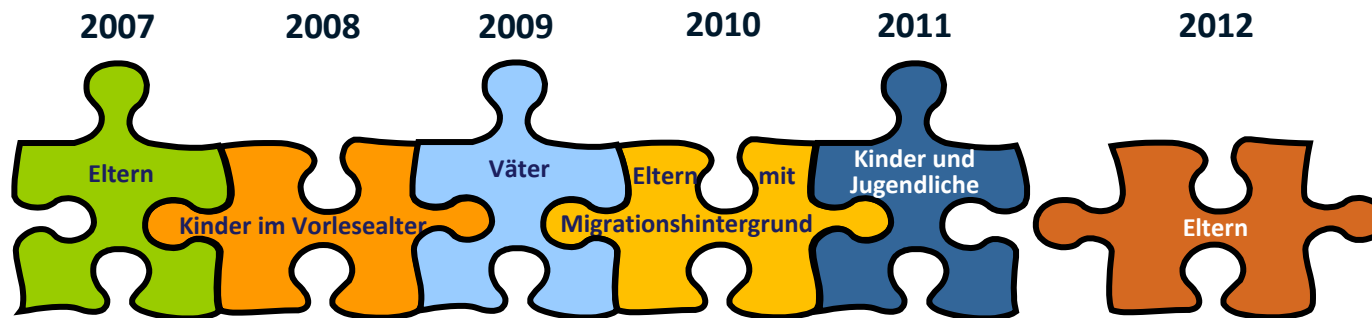 2007 2008 2009 2010 2011 2012
Eltern
Kinder im Vorlesealter
Väter
Eltern mit
Migrationshintergrund
Kinder und
Jugendliche
Eltern